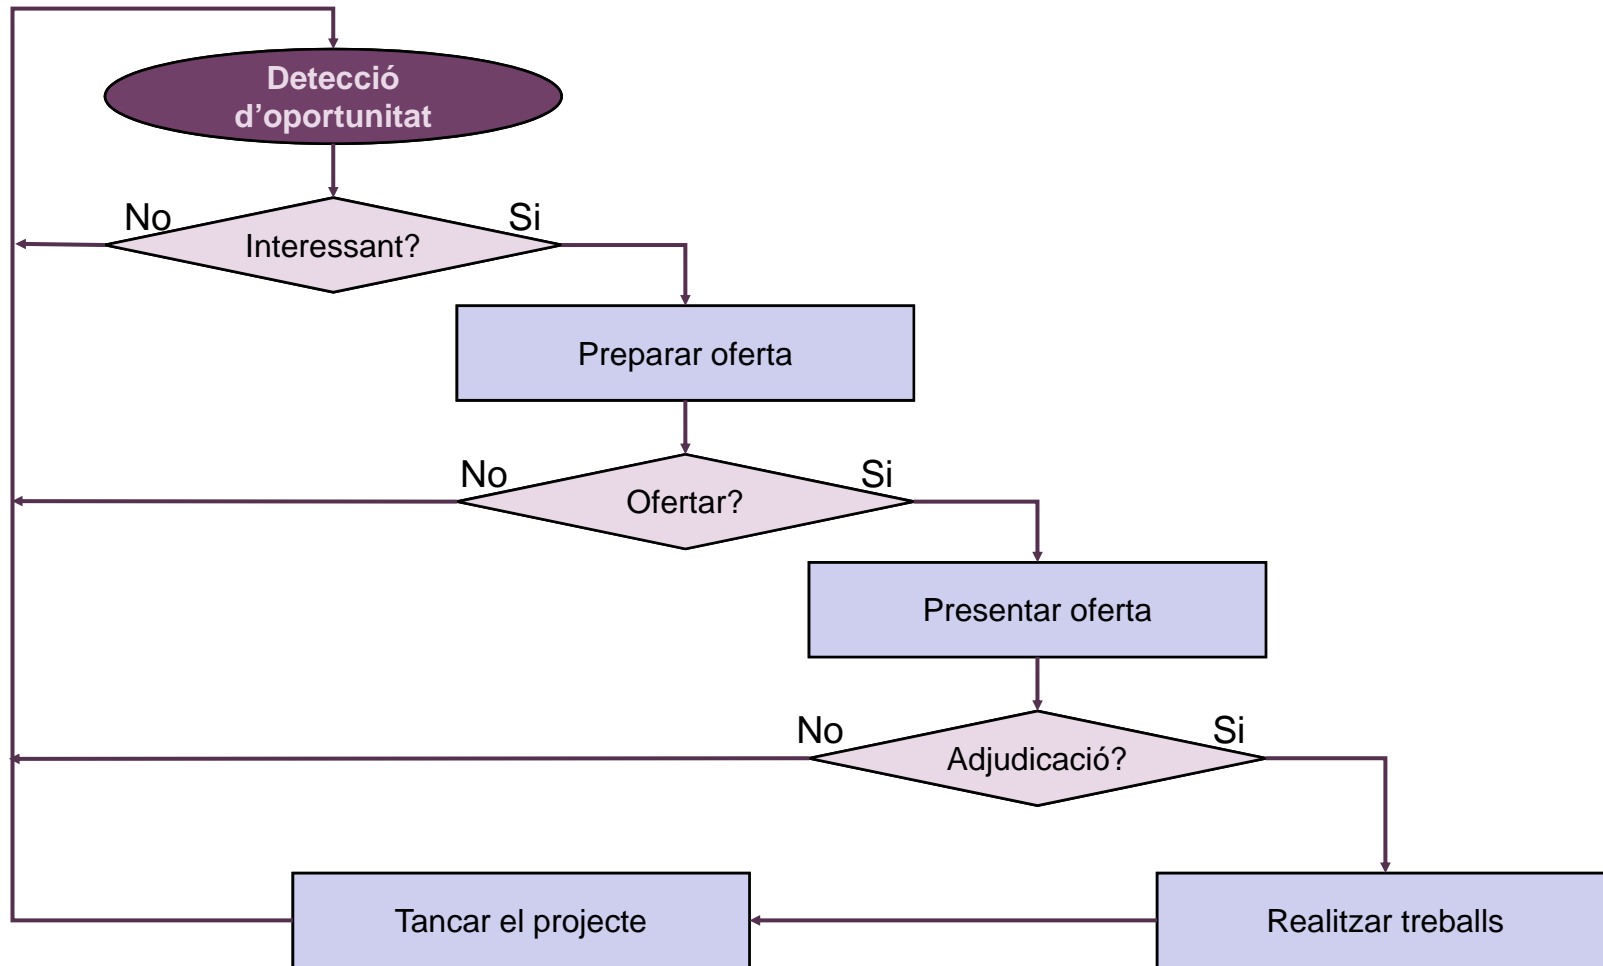 Detecció
d’oportunitat
No
Si
Interessant?
Preparar oferta
No
Si
Ofertar?
Presentar oferta
No
Si
Adjudicació?
Tancar el projecte
Realitzar treballs